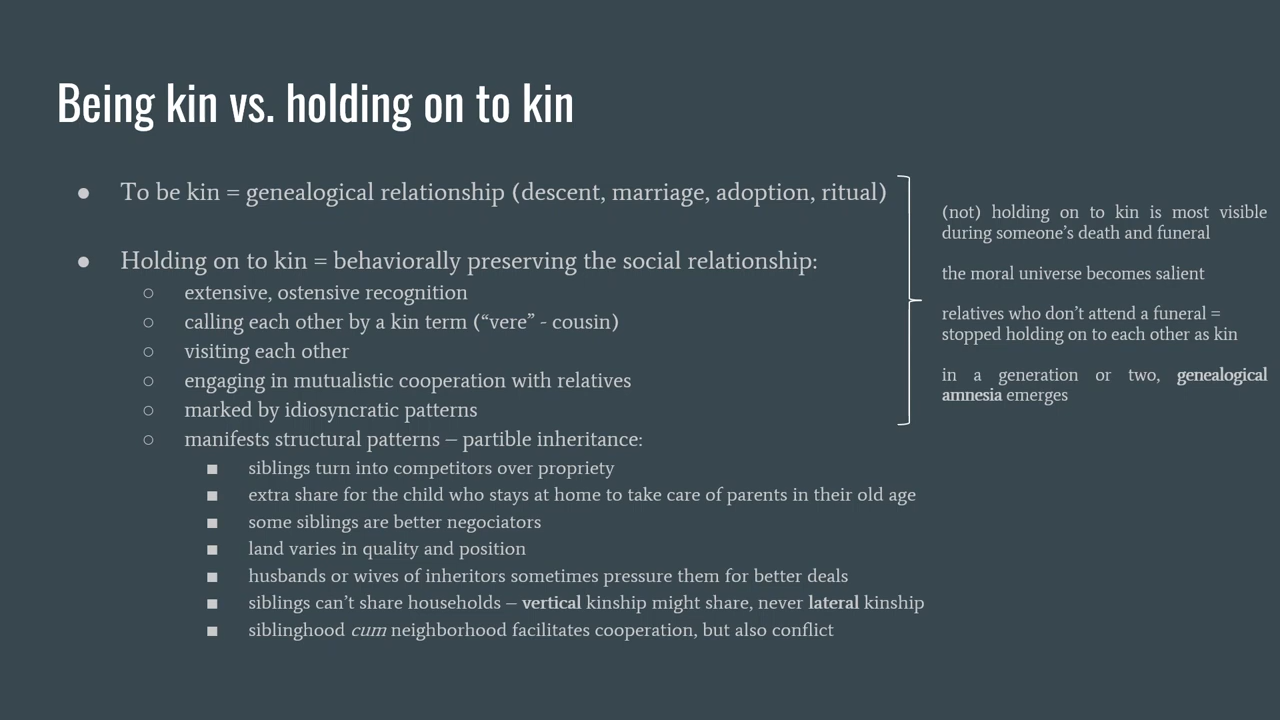 Being kin vs. holding on to kin
● To be kin = genealogical relationship (descent, marriage, adoption, ritual)
● Holding on to kin = behaviorally preserving the social relationship:
○ extensive, ostensive recognition
○ calling each other by a kin term (“vere” - cousin)
○ visiting each other
○ engaging in mutualistic cooperation with relatives
○ marked by idiosyncratic patterns
○ manifests structural patterns – partible inheritance:
■ siblings turn into competitors over propriety
■ extra share for the child who stays at home to take care of parents in their old age
■ some siblings are better negociators
■ land varies in quality and position
■ husbands or wives of inheritors sometimes pressure them for better deals
■ siblings can’t share households – vertical kinship might share, never lateral kinship
■ siblinghood cum neighborhood facilitates cooperation, but also conflict
(not) holding on to kin is most visible
during someone’s death and funeral
the moral universe becomes salient
relatives who don’t attend a funeral =
stopped holding on to each other as kin
in a generation or two, genealogical
amnesia emerges